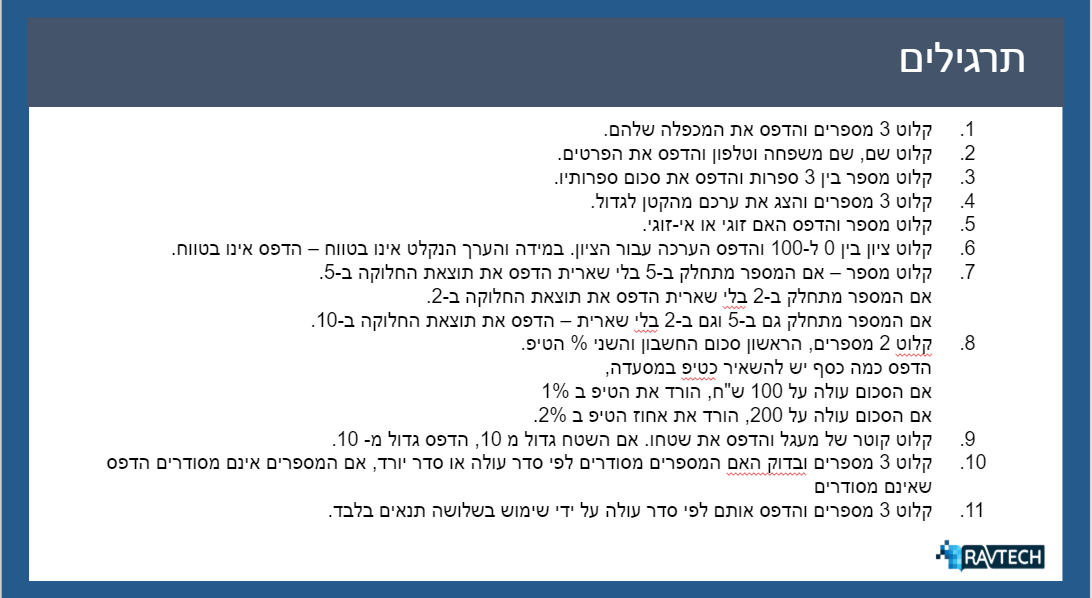 תרגילים
1. קלוט 3 מספרים והדפס את המכפלה שלהם.
2. קלוט שם, שם משפחה וטלפון והדפס את הפרטים.
3. קלוט מספר בין 3 ספרות והדפס את סכום ספרותיו.
4. קלוט 3 מספרים והצג את ערכם מהקטן לגדול.
5. קלוט מספר והדפס האם זוגי או אי-זוגי.
6. קלוט ציון בין 0 ל-100 והדפס הערכה עבור הציון. במידה והערך הנקלט אינו בטווח – הדפס אינו בטווח.
7. קלוט מספר – אם המספר מתחלק ב-5 בלי שארית הדפס את תוצאת החלוקה ב-5.
אם המספר מתחלק ב-2 בלי שארית הדפס את תוצאת החלוקה ב-2.
אם המספר מתחלק גם ב-5 וגם ב-2 בלי שארית – הדפס את תוצאת החלוקה ב-10.
8. קלוט 2 מספרים, הראשון סכום החשבון והשני % הטיפ.
הדפס כמה כסף יש להשאיר כטיפ במסעדה,
אם הסכום עולה על 100 ש"ח, הורד את הטיפ ב 1%
אם הסכום עולה על 200, הורד את אחוז הטיפ ב 2%.
9. קלוט קוטר של מעגל והדפס את שטחו. אם השטח גדול מ 10, הדפס גדול מ- 10.
10. קלוט 3 מספרים ובדוק האם המספרים מסודרים לפי סדר עולה או סדר יורד, אם המספרים אינם מסודרים הדפס
שאינם מסודרים
11. קלוט 3 מספרים והדפס אותם לפי סדר עולה על ידי שימוש בשלושה תנאים בלבד.
RAVTECH